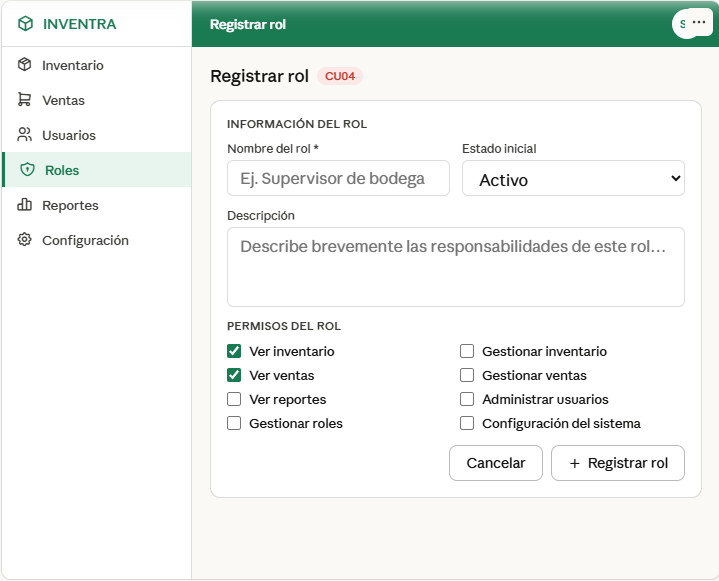 INVENTRA
Inventario
Ventas
Usuarios
Roles
Reportes
Configuración
Registrar rol
S
Registrar rol CU04
INFORMACIÓN DEL ROL
Nombre del rol * Estado inicial
Ej. Supervisor de bodega Activo
Descripción
Describe brevemente las responsabilidades de este rol...
PERMISOS DEL ROL
Ver inventario Gestionar inventario
Ver ventas Gestionar ventas
Ver reportes Administrar usuarios
Gestionar roles Configuración del sistema
Cancelar + Registrar rol